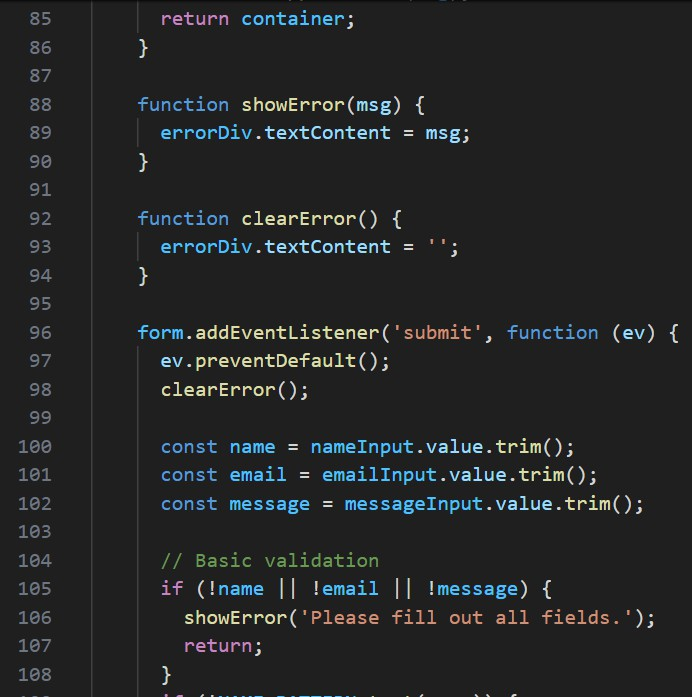 85 return container;
86 }
87
88 function showError(msg) {
89 errorDiv.textContent = msg;
90 }
91
92 function clearError() {
93 errorDiv.textContent = '';
94 }
95
96 form.addEventListener('submit', function (ev) {
97 ev.preventDefault();
98 clearError();
99
100 const name = nameInput.value.trim();
101 const email = emailInput.value.trim();
102 const message = messageInput.value.trim();
103
104 // Basic validation
105 if (!name || !email || !message) {
106 showError('Please fill out all fields.');
107 return;
108 }